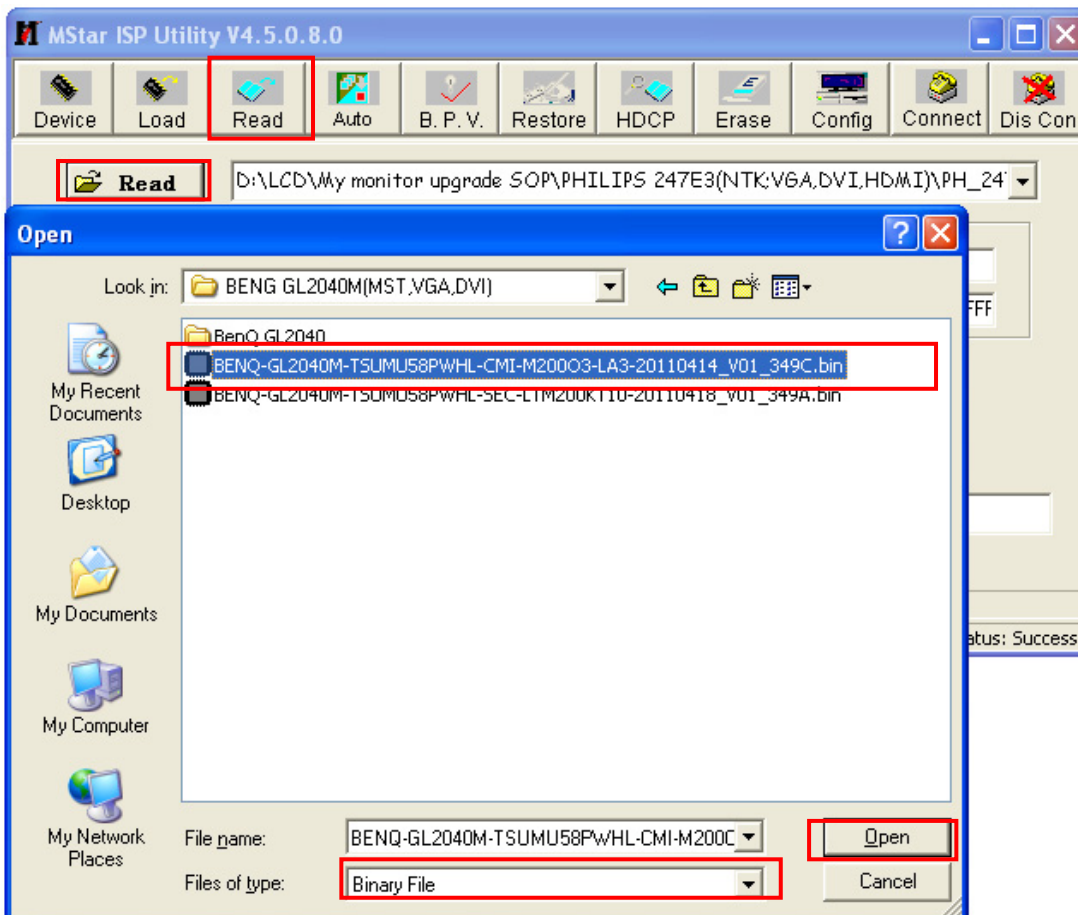 MStar ISP Utility V4.5.0.8.0
Device Load Read Auto B. P. V. Restore HDCP Erase Config Connect Dis Con
Read D:\LCD\My monitor upgrade SOP\PHILIPS 247E3(NTK;VGA,DVI,HDMI)\PH_24
Open
Look in: BENG GL2040M(MST,VGA,DVI)
FFF
BenQ GL2040
BENQ-GL2040M-TSUMU58PWHL-CMI-M200O3-LA3-20110414_V01_349C.bin
BENQ-GL2040M-TSUMU58PWHL-SEC-LTM200KT10-20110418_V01_349A.bin
My Recent
Documents
Desktop
My Documents
atus: Success
My Computer
My Network
Places
File name: BENQ-GL2040M-TSUMU58PWHL-CMI-M200O
Open
Files of type: Binary File
Cancel